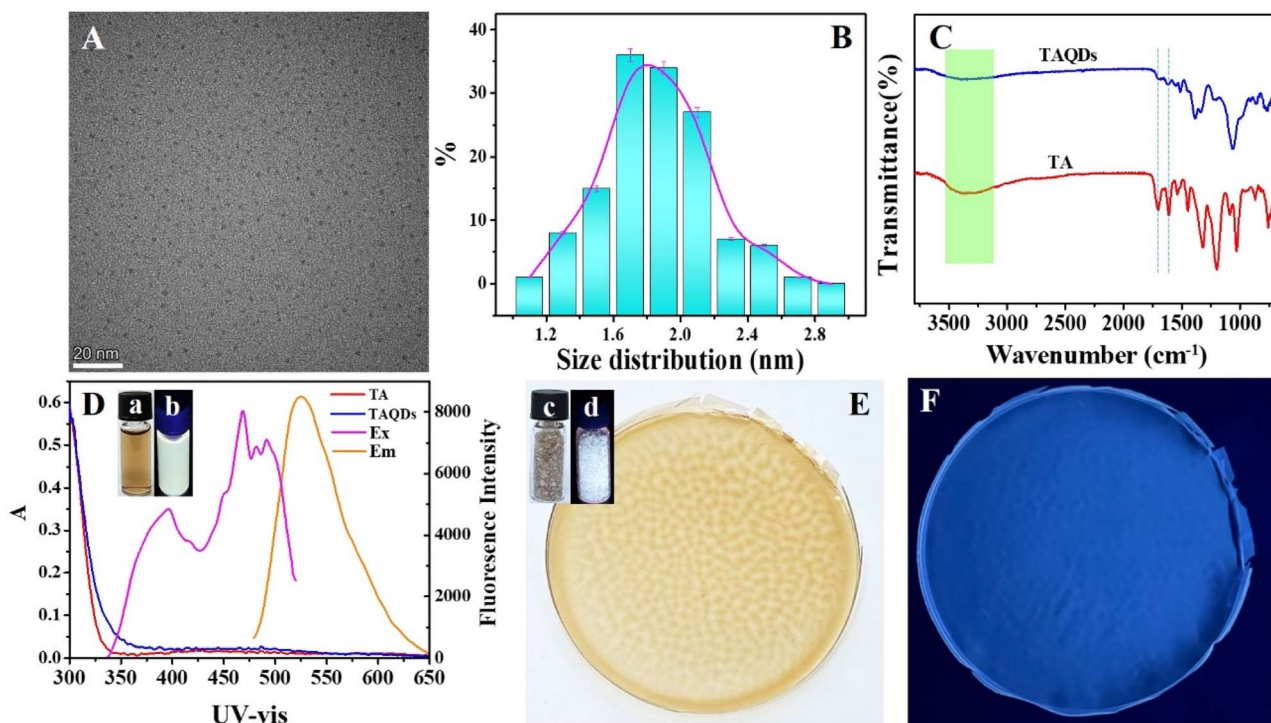 A
20 nm
B
40
30
20
10
0
%
1.2 1.6 2.0 2.4 2.8
Size distribution (nm)
C
TAQDs
TA
Transmittance(%)
3500 3000 2500 2000 1500 1000
Wavenumber (cm-1)
D
a b
TA
TAQDs
Ex
Em
0.6
0.5
0.4
0.3
0.2
0.1
0.0
A
8000
6000
4000
2000
0
Fluoresence Intensity
300 350 400 450 500 550 600 650
UV-vis
c d
E
F